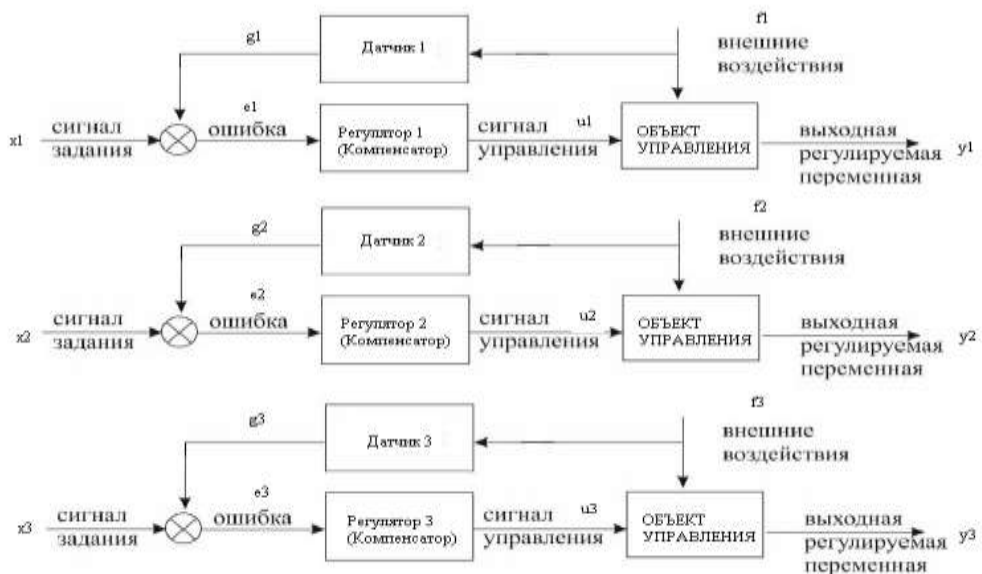 f1
g1
Датчик 1
внешние
воздействия
e1
x1
сигнал
задания
ошибка
Регулятор 1
(Компенсатор)
сигнал
управления
u1
ОБЪЕКТ
УПРАВЛЕНИЯ
выходная
регулируемая
переменная
y1
f2
g2
Датчик 2
внешние
воздействия
e2
x2
сигнал
задания
ошибка
Регулятор 2
(Компенсатор)
сигнал
управления
u2
ОБЪЕКТ
УПРАВЛЕНИЯ
выходная
регулируемая
переменная
y2
f3
g3
Датчик 3
внешние
воздействия
e3
x3
сигнал
задания
ошибка
Регулятор 3
(Компенсатор)
сигнал
управления
u3
ОБЪЕКТ
УПРАВЛЕНИЯ
выходная
регулируемая
переменная
y3